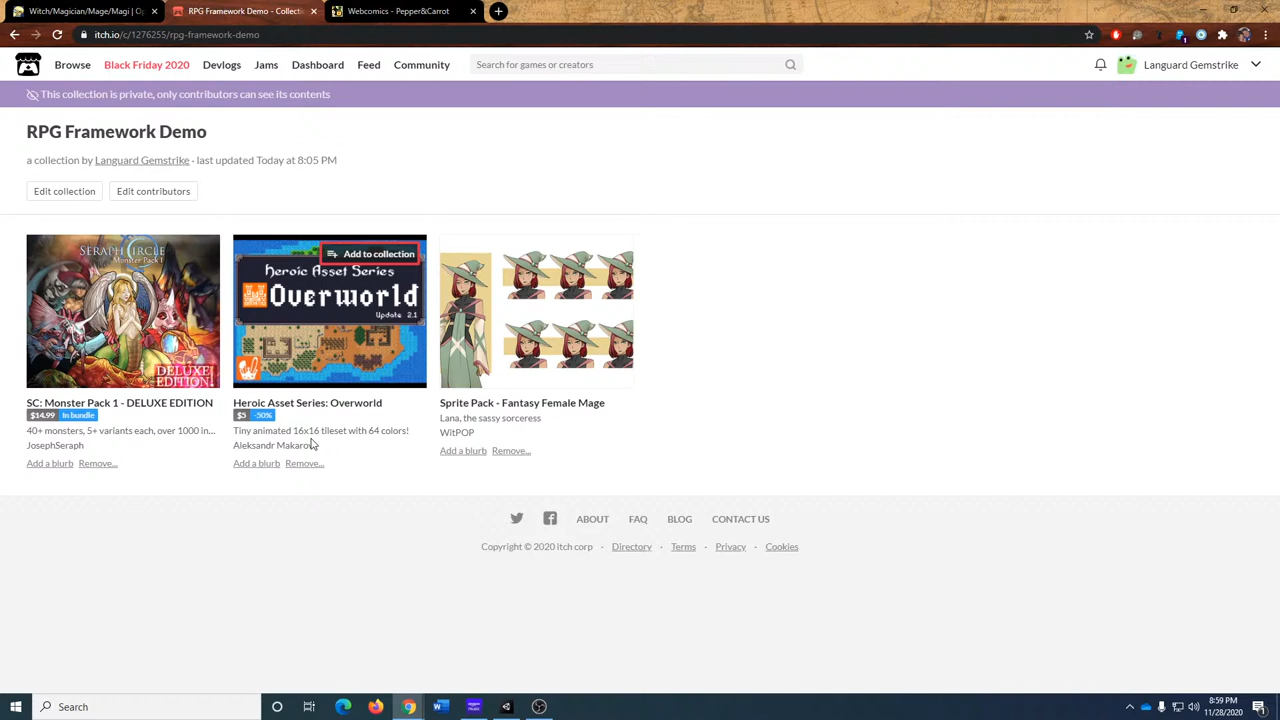 Witch/Magician/Mage/Magi | Od
RPG Framework Demo - Collectio
Webcomics - Pepper&Carrot
itch.io/c/1276255/rpg-framework-demo
Browse
Black Friday 2020
Devlogs
Jams
Dashboard
Feed
Community
Search for games or creators
Languard Gemstrike
This collection is private, only contributors can see its contents
RPG Framework Demo
a collection by Languard Gemstrike · last updated Today at 8:05 PM
Edit collection
Edit contributors
SERAPH CIRCLE
Monster Pack 1
DELUXE
EDITION!
Add to collection
Heroic Asset Series:
Overworld
Update 2.1
SC: Monster Pack 1 - DELUXE EDITION
$14.99 In bundle
40+ monsters, 5+ variants each, over 1000 in...
JosephSeraph
Add a blurb Remove...
Heroic Asset Series: Overworld
$5 -50%
Tiny animated 16x16 tileset with 64 colors!
Aleksandr Makarov
Add a blurb Remove...
Sprite Pack - Fantasy Female Mage
Lana, the sassy sorceress
WitPOP
Add a blurb Remove...
ABOUT
FAQ
BLOG
CONTACT US
Copyright © 2020 itch corp · Directory · Terms · Privacy · Cookies
Search
8:59 PM
11/28/2020